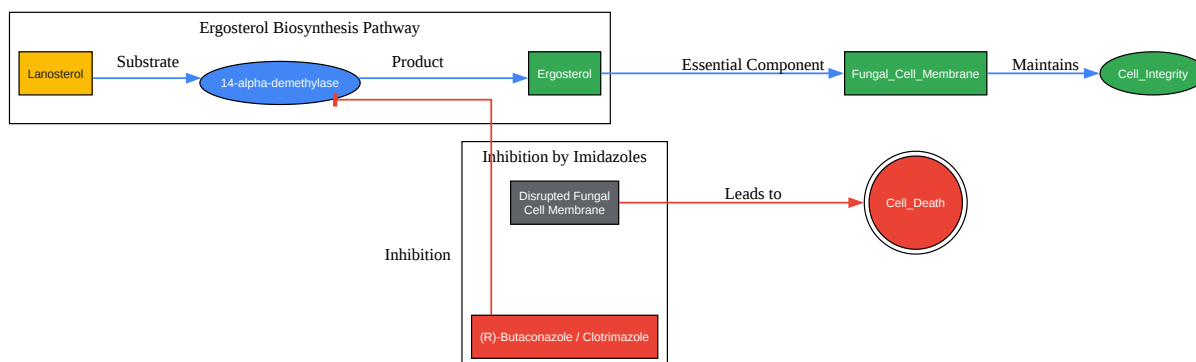 Ergosterol Biosynthesis Pathway
Lanosterol
Substrate
14-alpha-demethylase
Product
Ergosterol
Essential Component
Fungal_Cell_Membrane
Maintains
Cell_Integrity
Inhibition by Imidazoles
Disrupted Fungal
Cell Membrane
Leads to
Cell_Death
Inhibition
(R)-Butaconazole / Clotrimazole